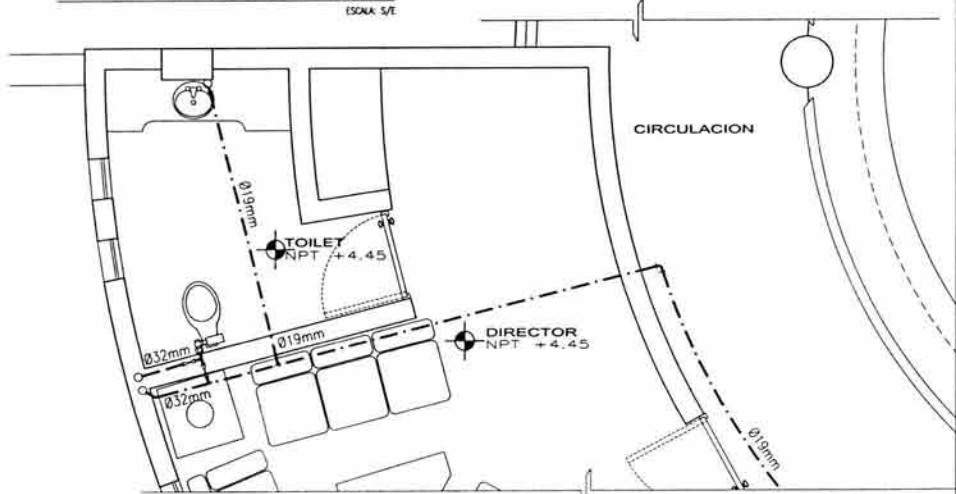 ESCALA: S/E
CIRCULACION
Ø19mm
TOILET
NPT +4.45
DIRECTOR
NPT +4.45
Ø19mm
Ø32mm
Ø32mm
Ø19mm